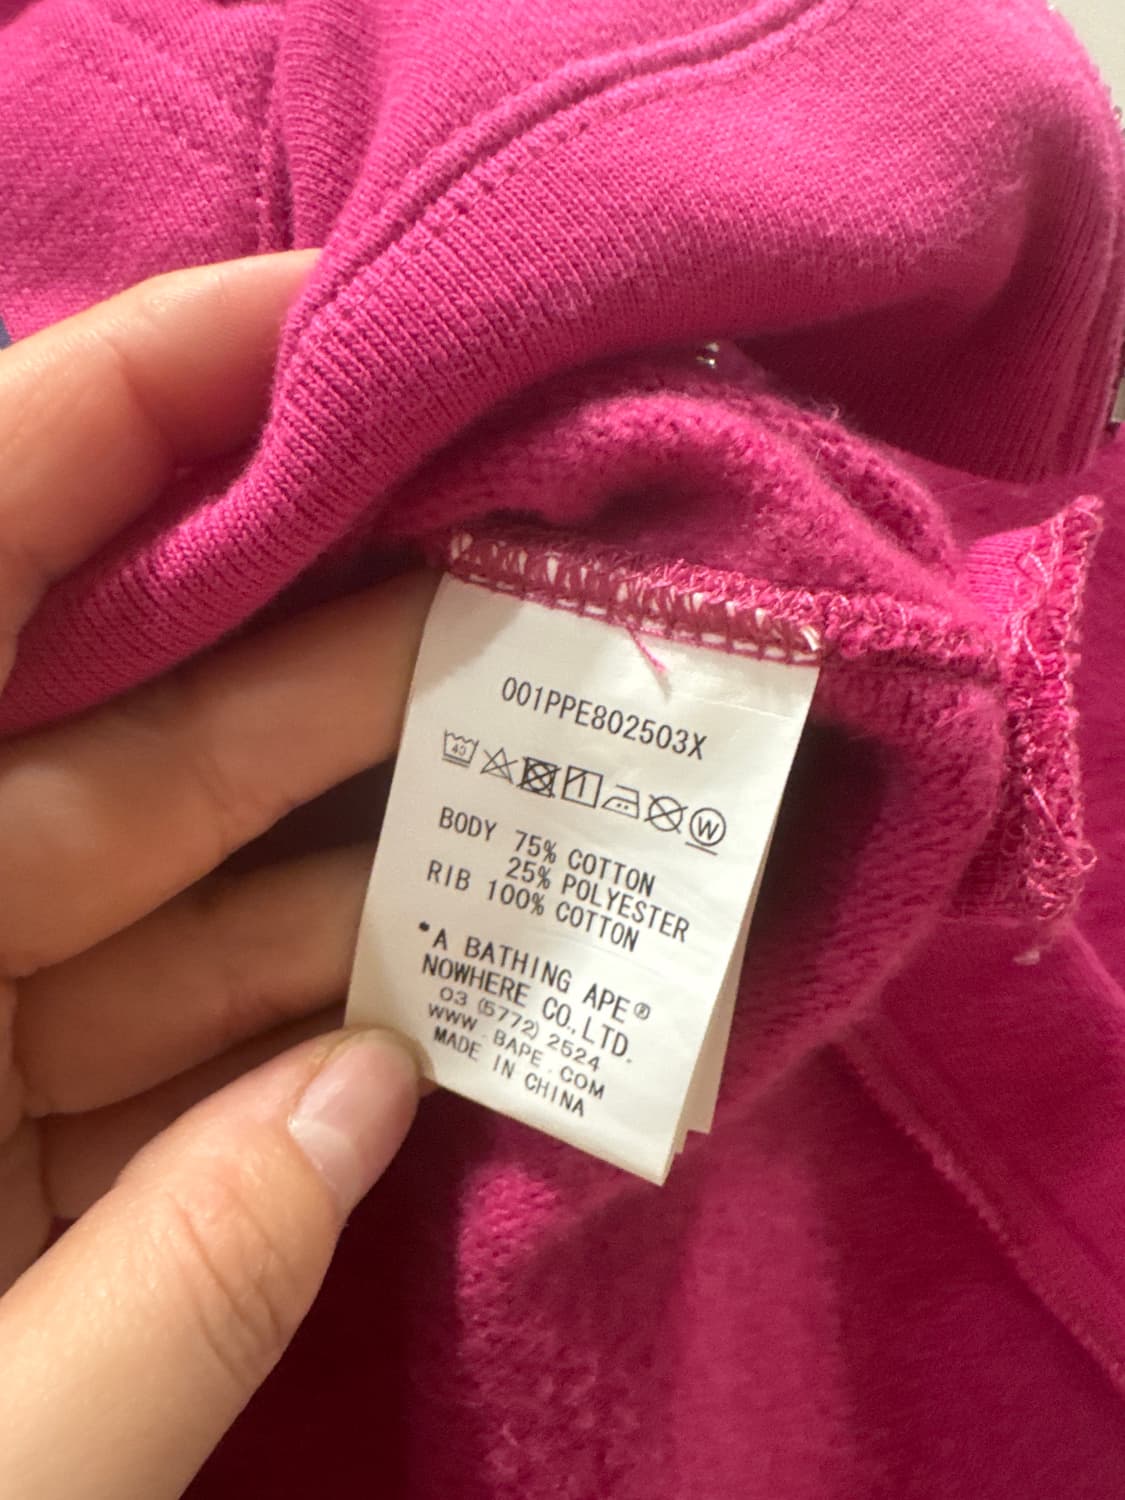 001PPE802503X
40 W
BODY 75% COTTON
25% POLYESTER
RIB 100% COTTON
*A BATHING APE®
NOWHERE CO.,LTD.
03 (5772) 2524
WWW.BAPE.COM
MADE IN CHINA